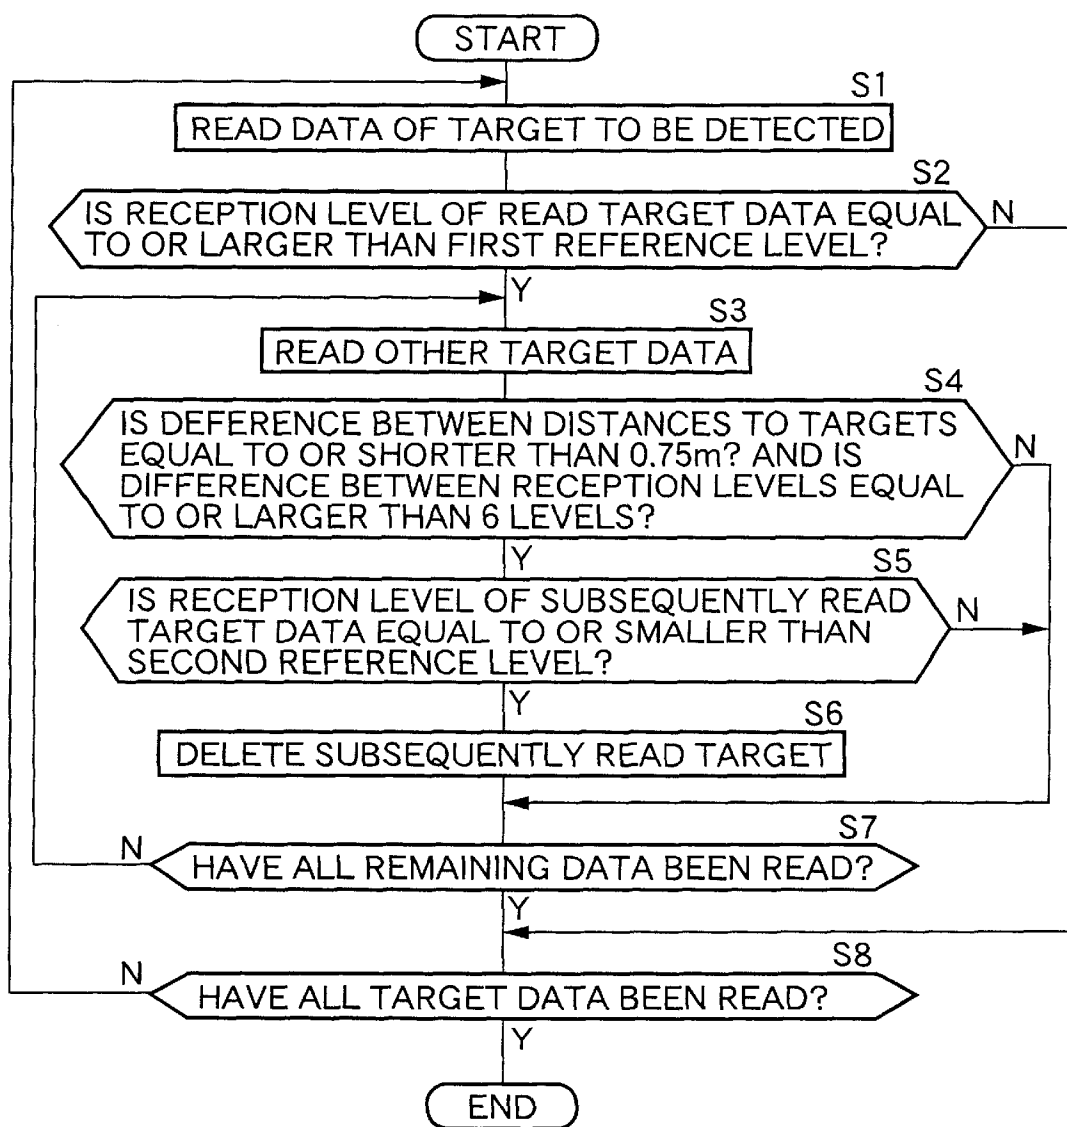 START
S1
READ DATA OF TARGET TO BE DETECTED
S2
IS RECEPTION LEVEL OF READ TARGET DATA EQUAL
TO OR LARGER THAN FIRST REFERENCE LEVEL?
N
Y
S3
READ OTHER TARGET DATA
S4
IS DEFERENCE BETWEEN DISTANCES TO TARGETS
EQUAL TO OR SHORTER THAN 0.75m? AND IS
DIFFERENCE BETWEEN RECEPTION LEVELS EQUAL
TO OR LARGER THAN 6 LEVELS?
N
Y
S5
IS RECEPTION LEVEL OF SUBSEQUENTLY READ
TARGET DATA EQUAL TO OR SMALLER THAN
SECOND REFERENCE LEVEL?
N
Y
S6
DELETE SUBSEQUENTLY READ TARGET
S7
N
HAVE ALL REMAINING DATA BEEN READ?
Y
S8
N
HAVE ALL TARGET DATA BEEN READ?
Y
END